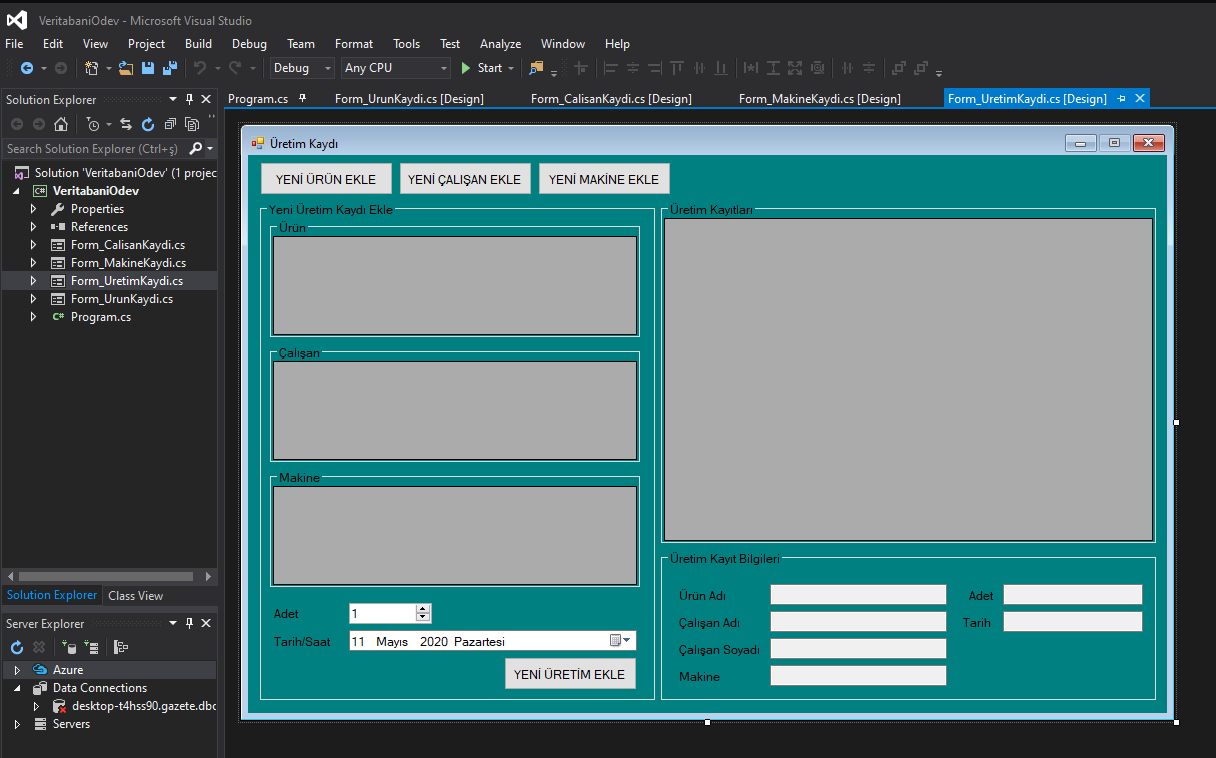 VeritabaniOdev - Microsoft Visual Studio
File Edit View Project Build Debug Team Format Tools Test Analyze Window Help
Debug Any CPU Start
Solution Explorer
Program.cs Form_UrunKaydi.cs [Design] Form_CalisanKaydi.cs [Design] Form_MakineKaydi.cs [Design] Form_UretimKaydi.cs [Design]
Search Solution Explorer (Ctrl+ş)
Solution 'VeritabaniOdev' (1 projec
C# VeritabaniOdev
Properties
References
Form_CalisanKaydi.cs
Form_MakineKaydi.cs
Form_UretimKaydi.cs
Form_UrunKaydi.cs
C# Program.cs
Solution Explorer Class View
Server Explorer
Azure
Data Connections
desktop-t4hss90.gazete.dbc
Servers
Üretim Kaydı
YENİ ÜRÜN EKLE YENİ ÇALIŞAN EKLE YENİ MAKİNE EKLE
Yeni Üretim Kaydı Ekle
Ürün
Çalışan
Makine
Adet 1
Tarih/Saat 11 Mayıs 2020 Pazartesi
YENİ ÜRETİM EKLE
Üretim Kayıtları
Üretim Kayıt Bilgileri
Ürün Adı Adet
Çalışan Adı Tarih
Çalışan Soyadı
Makine